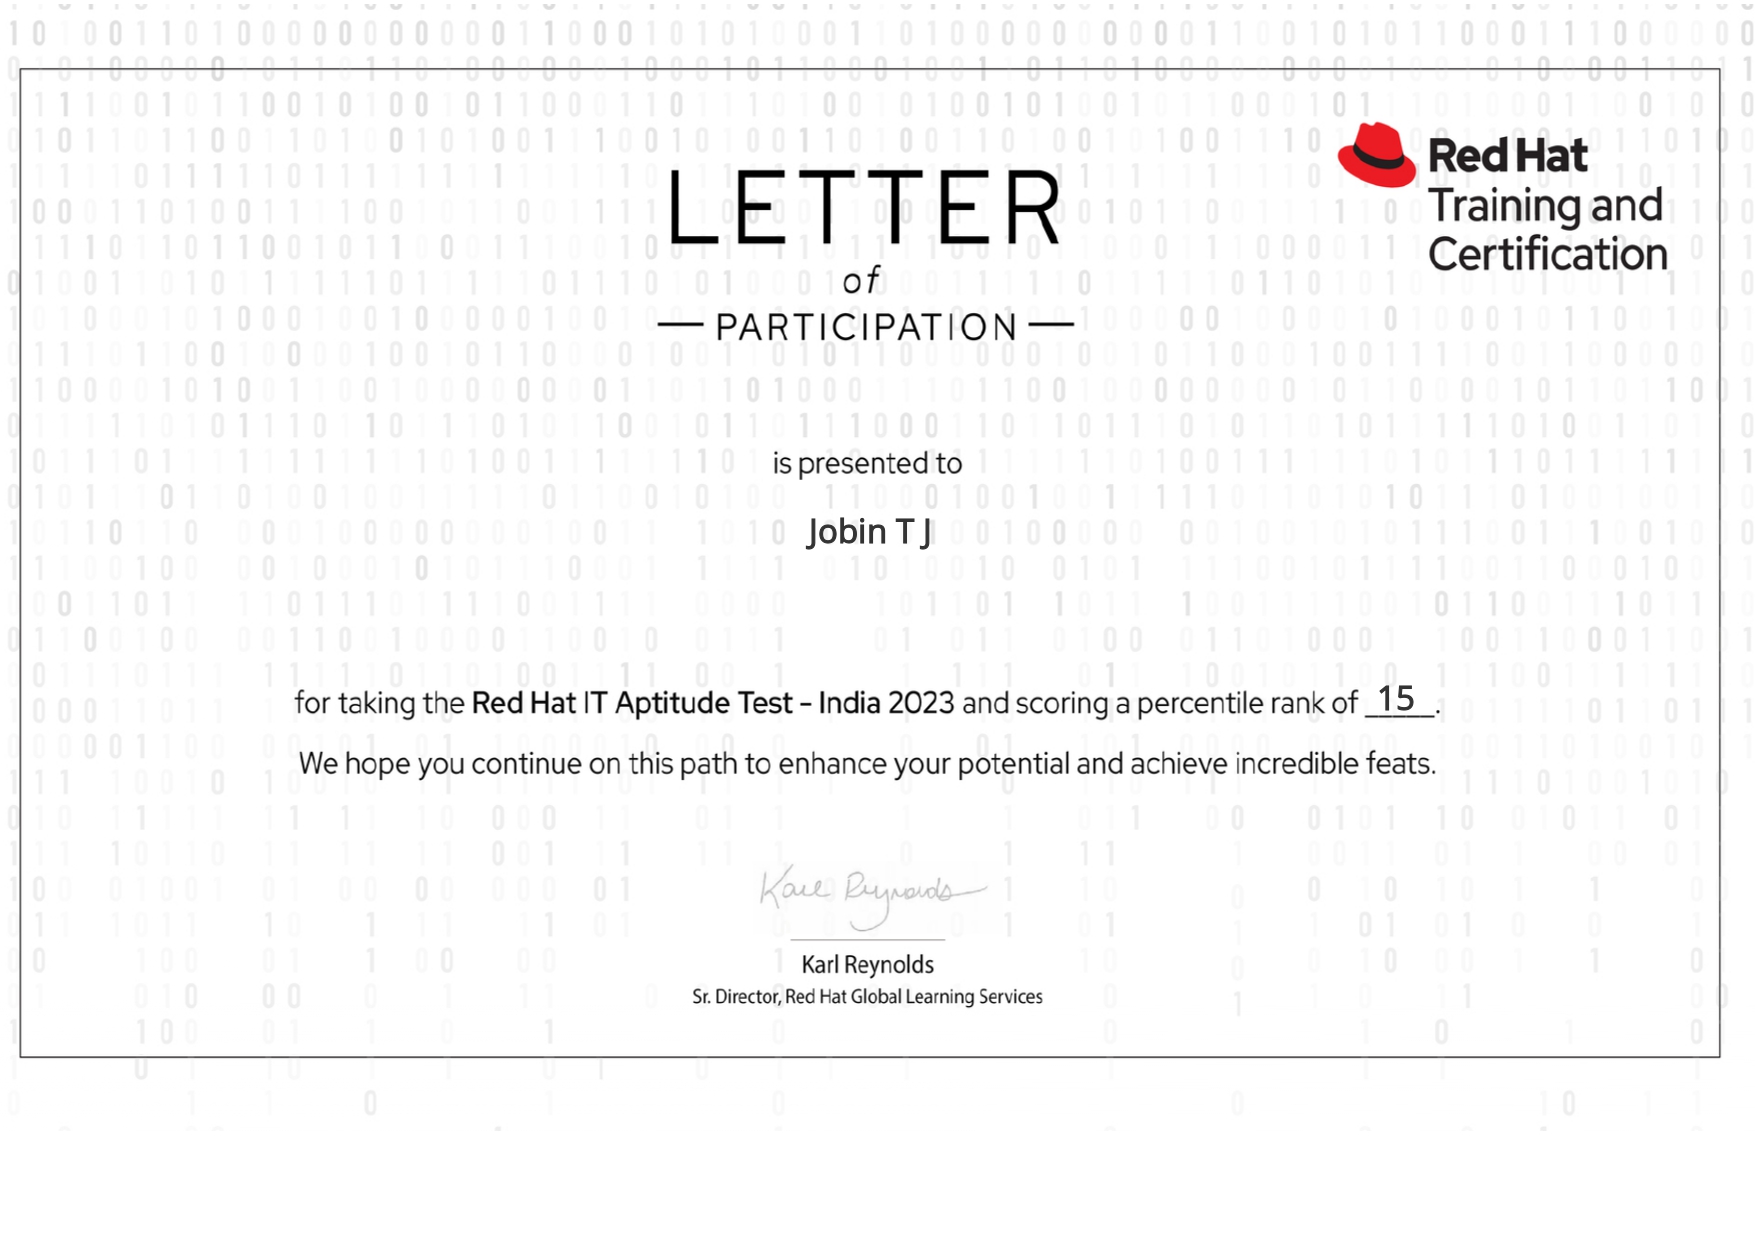 LETTER
of
PARTICIPATION
Red Hat
Training and
Certification
is presented to
Jobin T J
for taking the Red Hat IT Aptitude Test – India 2023 and scoring a percentile rank of 15.
We hope you continue on this path to enhance your potential and achieve incredible feats.
Karl Reynolds
Karl Reynolds
Sr. Director, Red Hat Global Learning Services